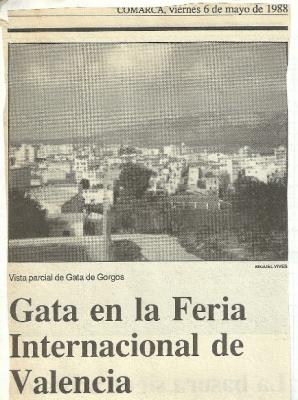 COMARCA, viernes 6 de mayo de 1988
MIGUEL VIVES
Vista parcial de Gata de Gorgos
Gata en la Feria
Internacional de
Valencia